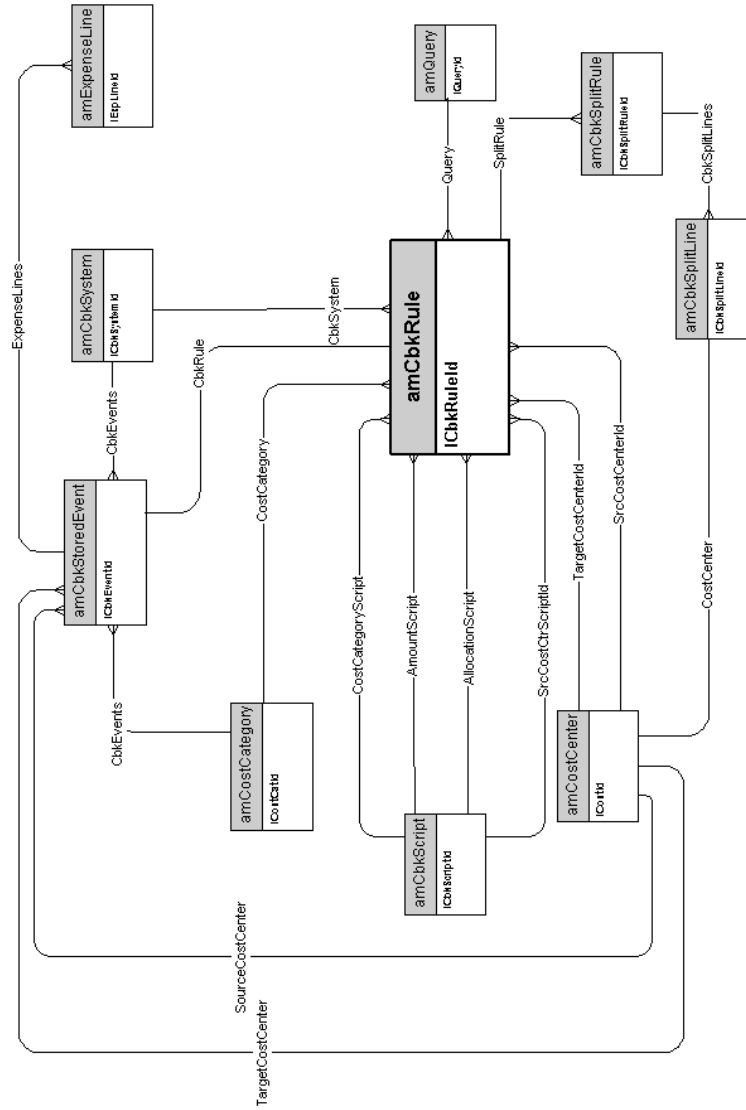 amExpenseLine
lExpLineId
ExpenseLines
amQuery
lQueryId
Query
SplitRule
amCbkSplitRule
lCbkSplitRuleId
CbkSplitLines
amCbkSystem
lCbkSystemId
CbkSystem
CbkRule
CbkEvents
amCbkRule
lCbkRuleId
amCbkSplitLine
lCbkSplitLineId
amCbkStoredEvent
lCbkEventId
CostCategory
CostCategoryScript
AmountScript
AllocationScript
SrcCostCtrScriptId
TargetCostCenterId
SrcCostCenterId
CostCenter
CbkEvents
amCostCategory
lCostCatId
amCbkScript
lCbkScriptId
amCostCenter
lCostId
SourceCostCenter
TargetCostCenter